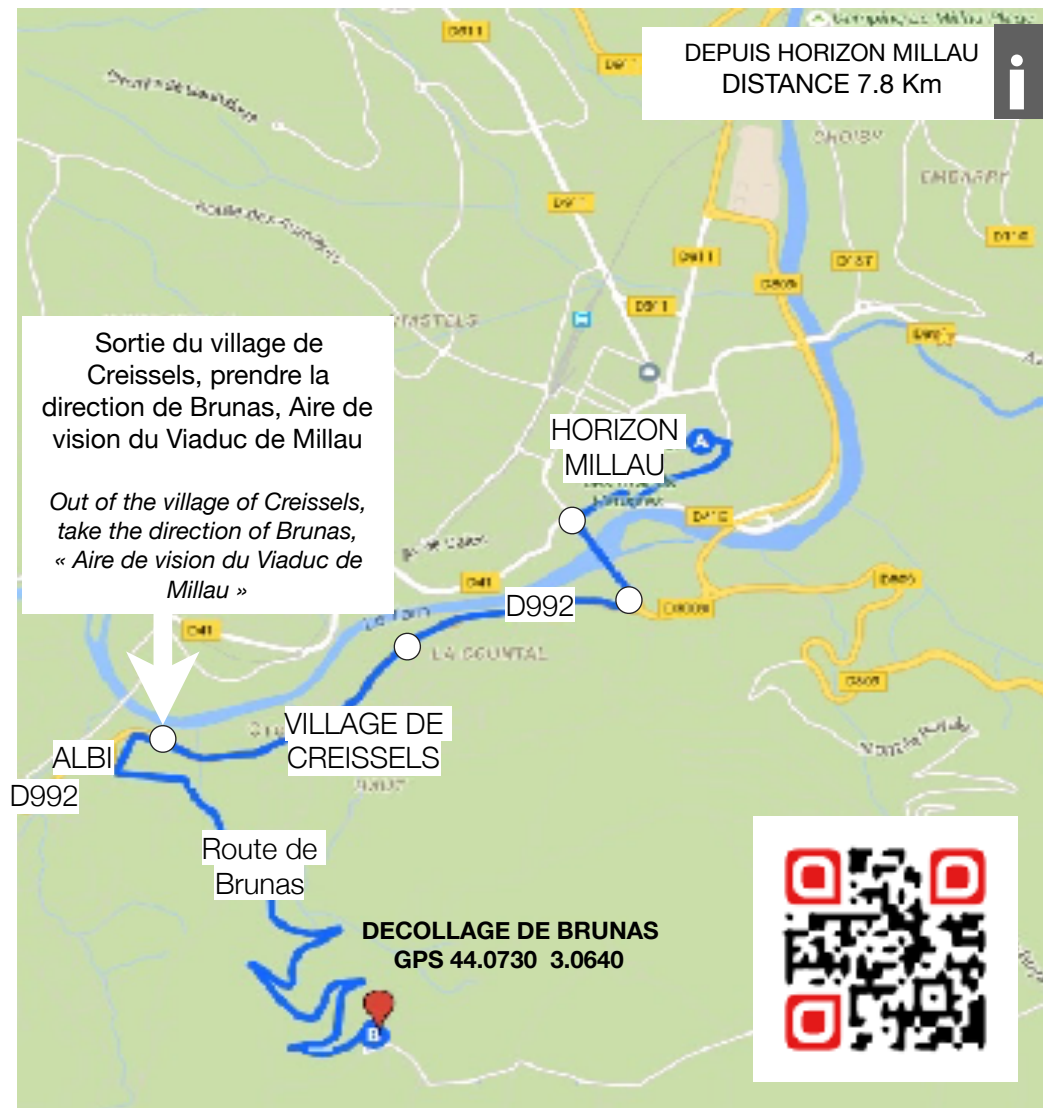 DEPUIS HORIZON MILLAU
DISTANCE 7.8 Km
i
D911
D911
D911
D911
D809
D187
Sortie du village de
Creissels, prendre la
direction de Brunas, Aire de
vision du Viaduc de Millau
Out of the village of Creissels,
take the direction of Brunas,
« Aire de vision du Viaduc de
Millau »
HORIZON
MILLAU
A
D41
D992
D41
LA COUNTAL
VILLAGE DE
CREISSELS
ALBI
D992
Route de
Brunas
DECOLLAGE DE BRUNAS
GPS 44.0730 3.0640
B